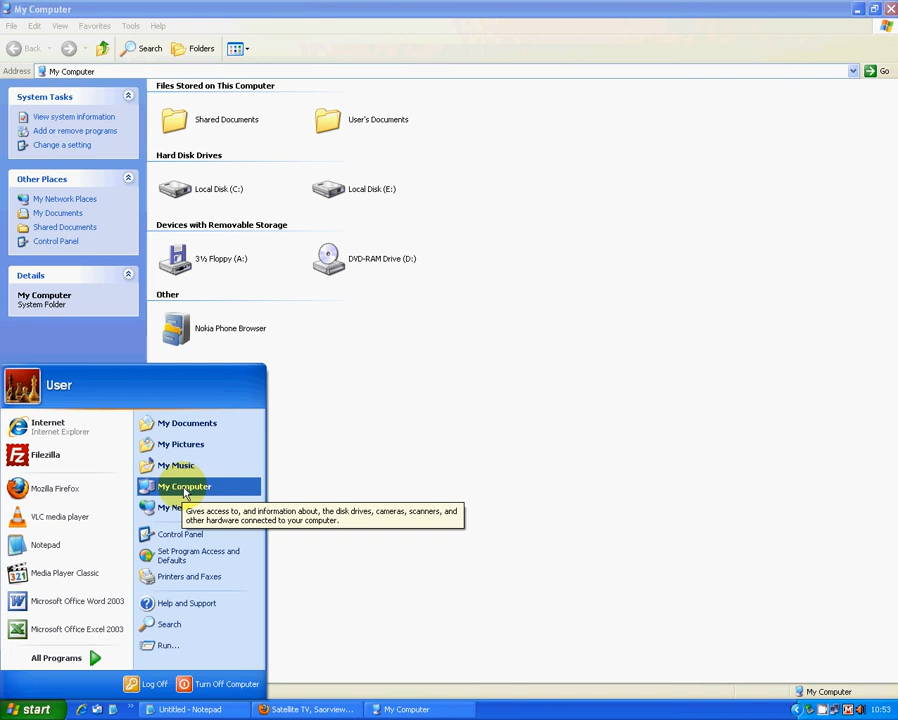 My Computer
File Edit View Favorites Tools Help
Back Search Folders
Address My Computer Go
System Tasks
View system information
Add or remove programs
Change a setting
Other Places
My Network Places
My Documents
Shared Documents
Control Panel
Details
My Computer
System Folder
Files Stored on This Computer
Shared Documents User's Documents
Hard Disk Drives
Local Disk (C:) Local Disk (E:)
Devices with Removable Storage
3½ Floppy (A:) DVD-RAM Drive (D:)
Other
Nokia Phone Browser
User
Internet
Internet Explorer
Filezilla
Mozilla Firefox
VLC media player
Notepad
Media Player Classic
Microsoft Office Word 2003
Microsoft Office Excel 2003
All Programs
My Documents
My Pictures
My Music
My Computer
My Ne
Gives access to, and information about, the disk drives, cameras, scanners, and
other hardware connected to your computer.
Control Panel
Set Program Access and
Defaults
Printers and Faxes
Help and Support
Search
Run...
Log Off Turn Off Computer
My Computer
start Untitled - Notepad Satellite TV, Saorview... My Computer 10:53